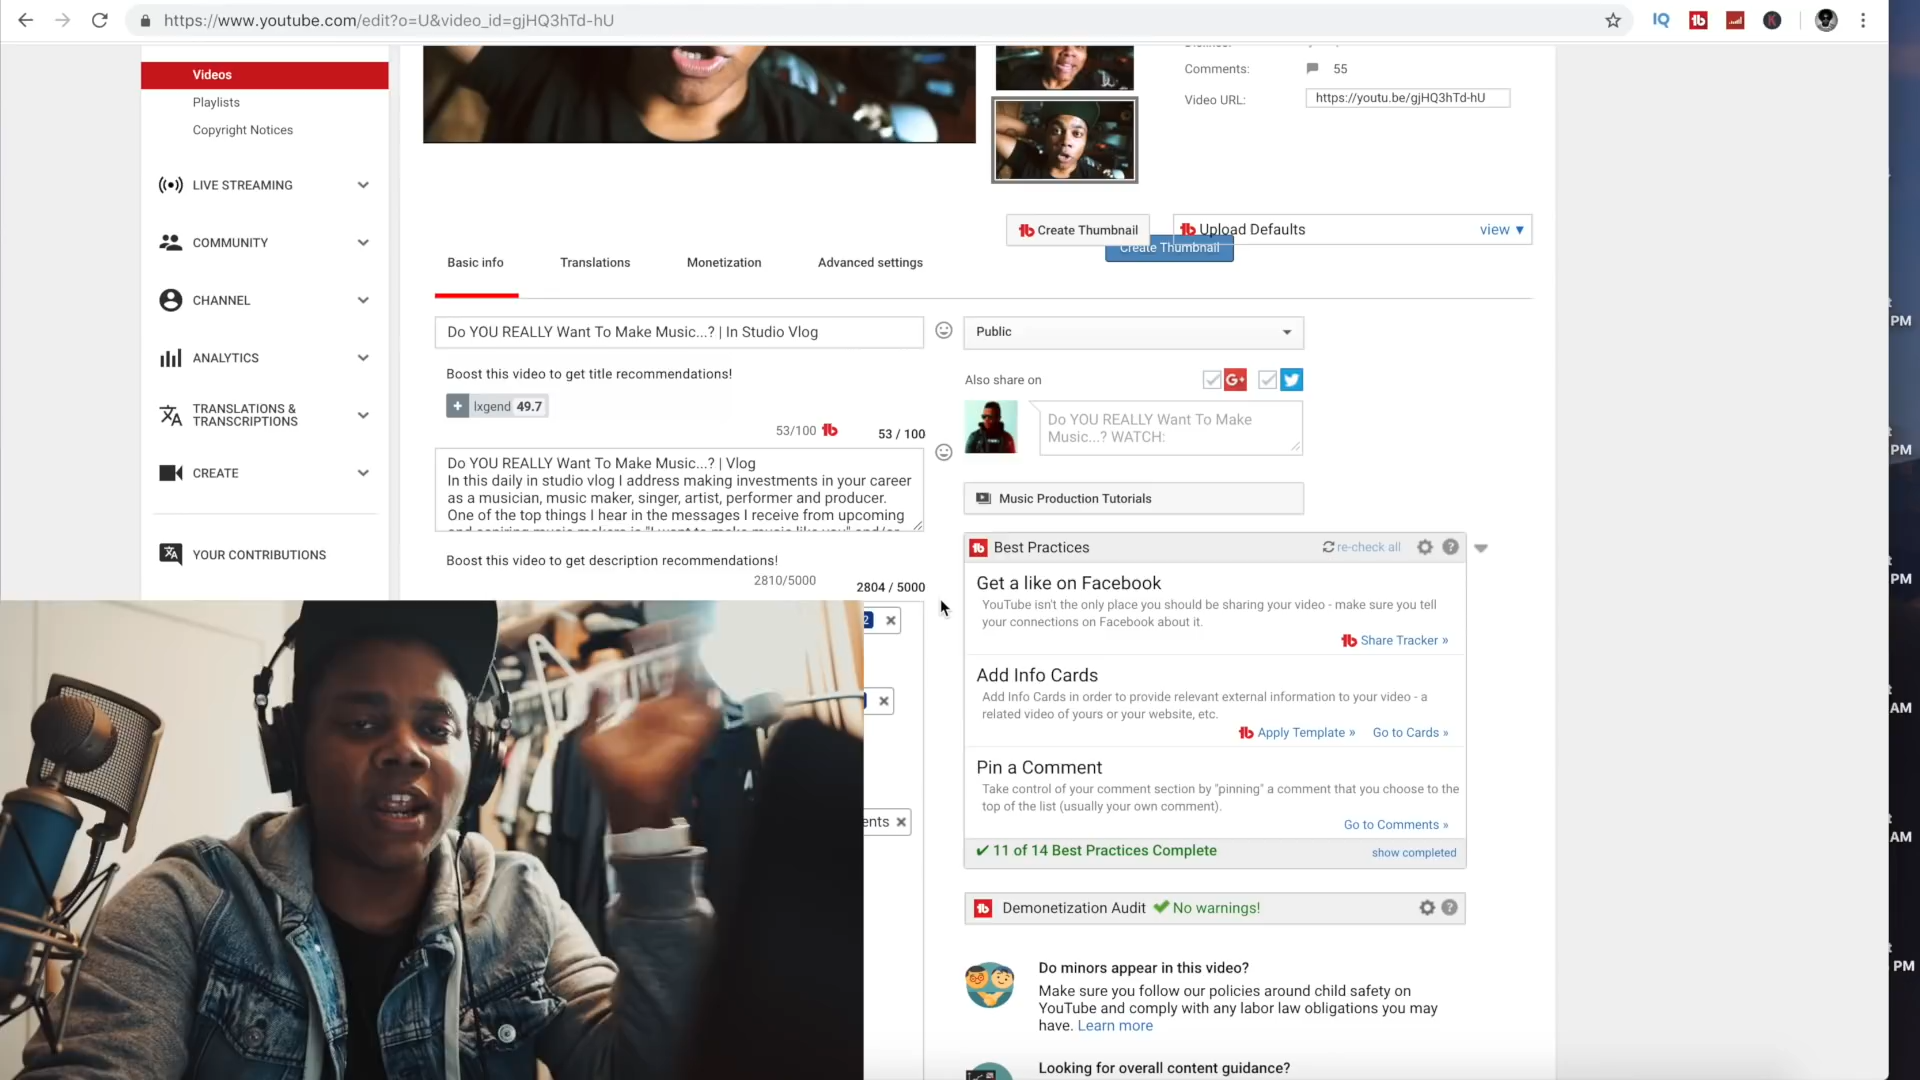 https://www.youtube.com/edit?o=U&video_id=gjHQ3hTd-hU
IQ
Videos
Playlists
Copyright Notices
LIVE STREAMING
COMMUNITY
CHANNEL
ANALYTICS
TRANSLATIONS &
TRANSCRIPTIONS
CREATE
YOUR CONTRIBUTIONS
Comments: 55
Video URL: https://youtu.be/gjHQ3hTd-hU
Create Thumbnail
Upload Defaults view ▼
Create Thumbnail
Basic info Translations Monetization Advanced settings
Do YOU REALLY Want To Make Music...? | In Studio Vlog
Boost this video to get title recommendations!
+ lxgend 49.7
53/100 53 / 100
Do YOU REALLY Want To Make Music...? | Vlog
In this daily in studio vlog I address making investments in your career
as a musician, music maker, singer, artist, performer and producer.
One of the top things I hear in the messages I receive from upcoming
Boost this video to get description recommendations!
2810/5000
2804 / 5000
2
ents
Public
Also share on
G+
Do YOU REALLY Want To Make
Music...? WATCH:
Music Production Tutorials
Best Practices re-check all
Get a like on Facebook
YouTube isn't the only place you should be sharing your video - make sure you tell
your connections on Facebook about it.
Share Tracker »
Add Info Cards
Add Info Cards in order to provide relevant external information to your video - a
related video of yours or your website, etc.
Apply Template » Go to Cards »
Pin a Comment
Take control of your comment section by "pinning" a comment that you choose to the
top of the list (usually your own comment).
Go to Comments »
✔ 11 of 14 Best Practices Complete show completed
Demonetization Audit No warnings!
Do minors appear in this video?
Make sure you follow our policies around child safety on
YouTube and comply with any labor law obligations you may
have. Learn more
Looking for overall content guidance?
PM
PM
PM
AM
AM
PM